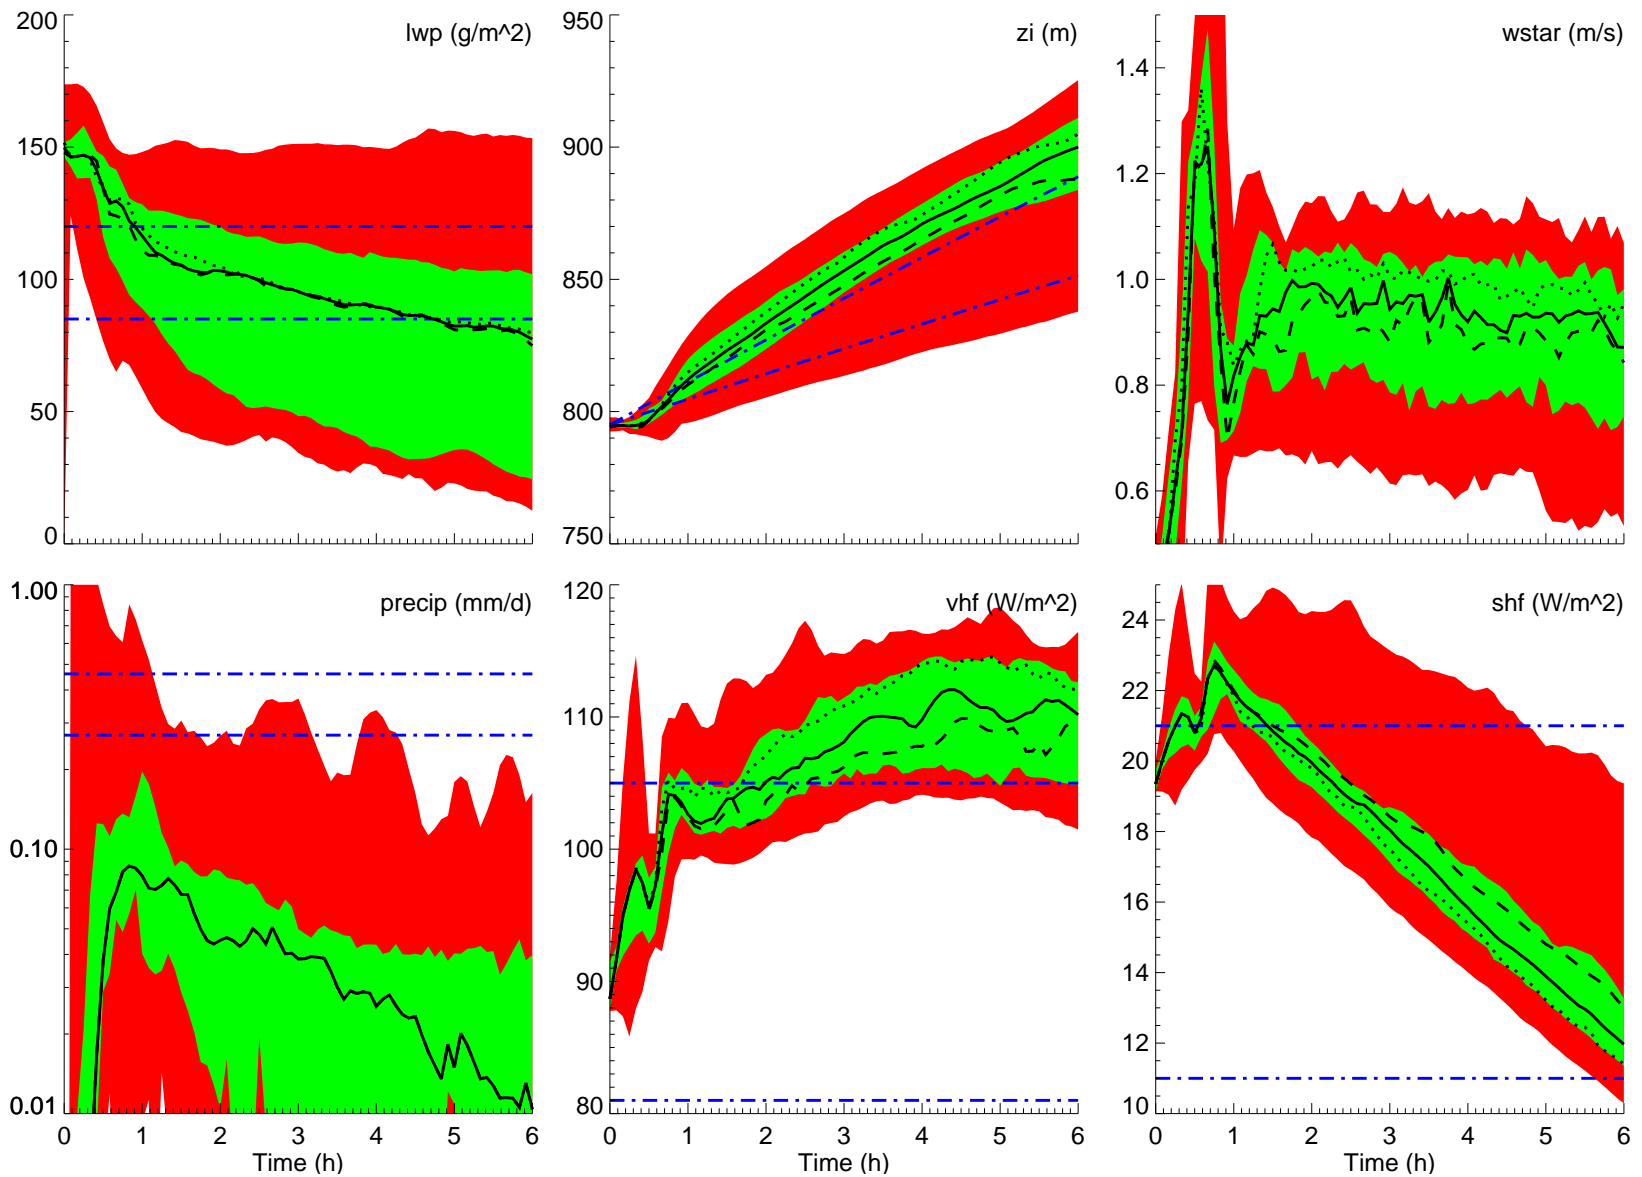 200
150
100
50
0
lwp (g/m^2)
950
900
850
800
750
zi (m)
1.4
1.2
1.0
0.8
0.6
wstar (m/s)
1.00
0.10
0.01
precip (mm/d)
0 1 2 3 4 5 6
Time (h)
120
110
100
90
80
vhf (W/m^2)
0 1 2 3 4 5 6
Time (h)
24
22
20
18
16
14
12
10
shf (W/m^2)
0 1 2 3 4 5 6
Time (h)